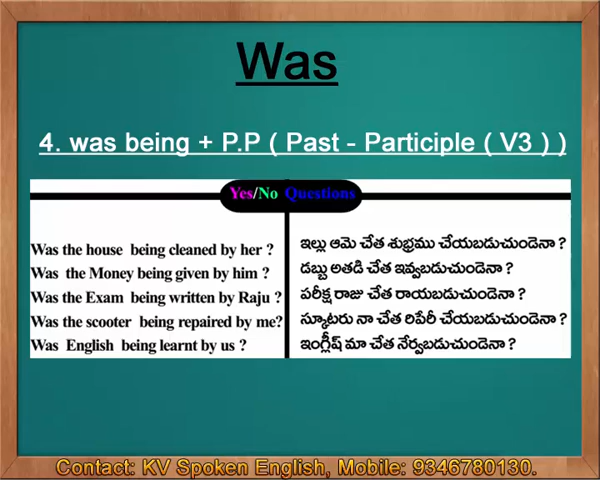 Was
4. was being + P.P ( Past - Participle ( V3 ) )
Yes/No Questions
Was the house being cleaned by her ?
ఇల్లు ఆమె చేత శుభ్రము చేయబడుచుండెనా ?
Was the Money being given by him ?
డబ్బు అతడి చేత ఇవ్వబడుచుండెనా ?
Was the Exam being written by Raju ?
పరీక్ష రాజు చేత రాయబడుచుండెనా ?
Was the scooter being repaired by me?
స్కూటరు నా చేత రిపేరీ చేయబడుచుండెనా ?
Was English being learnt by us ?
ఇంగ్లీష్ మా చేత నేర్వబడుచుండెనా ?
Contact: KV Spoken English, Mobile: 9346780130.